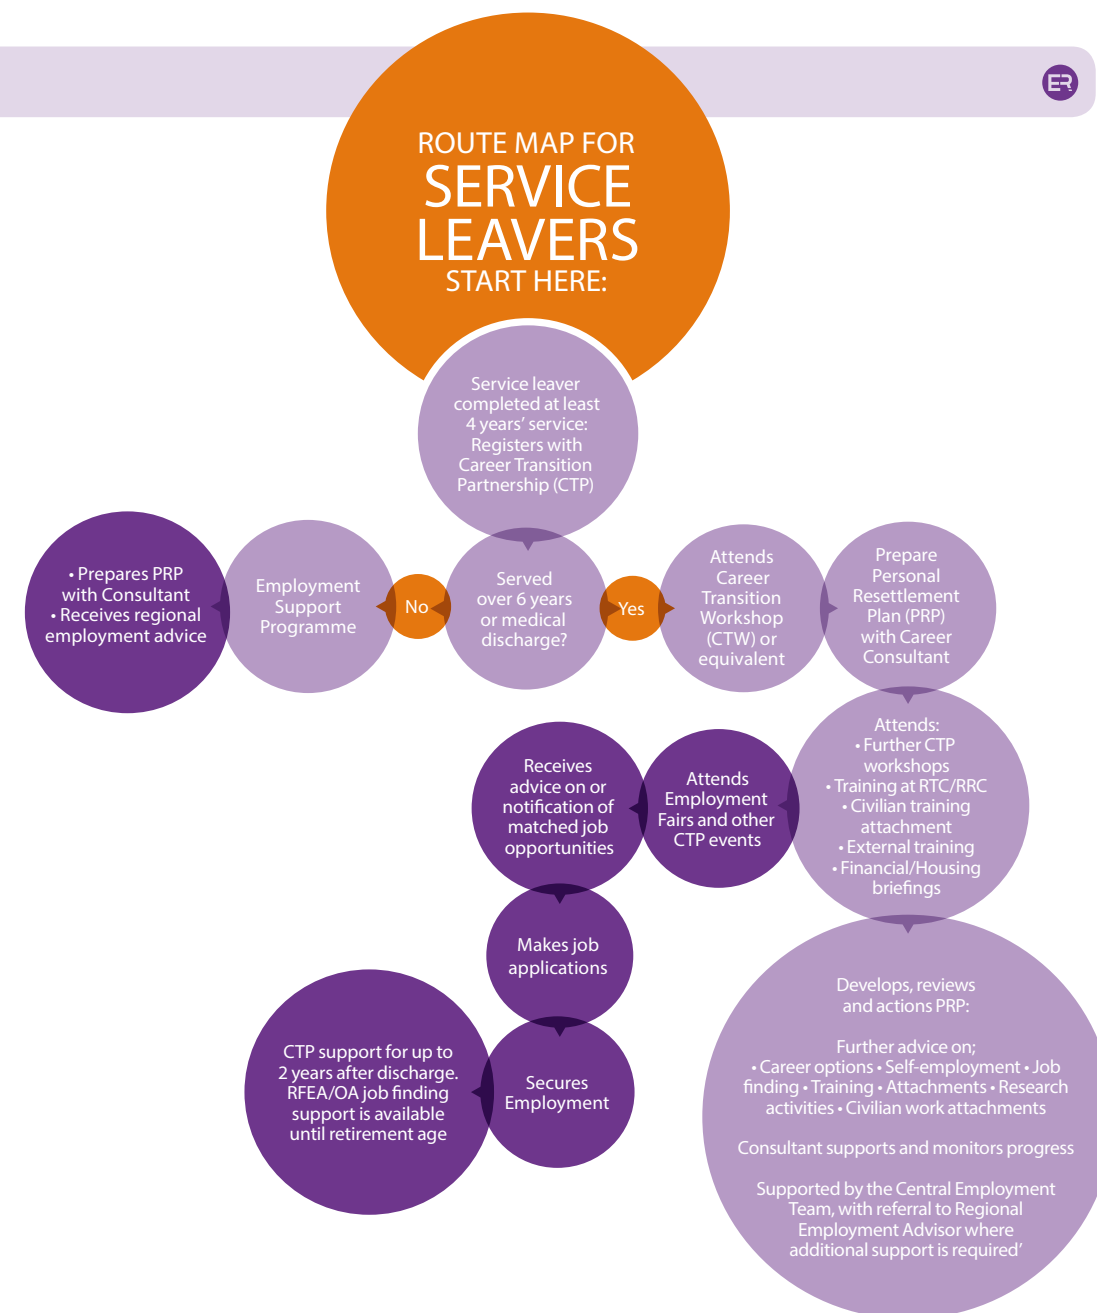 ER
ROUTE MAP FOR
SERVICE
LEAVERS
START HERE:
Service leaver
completed at least
4 years’ service:
Registers with
Career Transition
Partnership (CTP)
• Prepares PRP
with Consultant
• Receives regional
employment advice
Employment
Support
Programme
No
Served
over 6 years
or medical
discharge?
Yes
Attends
Career
Transition
Workshop
(CTW) or
equivalent
Prepare
Personal
Resettlement
Plan (PRP)
with Career
Consultant
Attends:
• Further CTP
workshops
• Training at RTC/RRC
• Civilian training
attachment
• External training
• Financial/Housing
briefings
Attends
Employment
Fairs and other
CTP events
Receives
advice on or
notification of
matched job
opportunities
Makes job
applications
Secures
Employment
CTP support for up to
2 years after discharge.
RFEA/OA job finding
support is available
until retirement age
Develops, reviews
and actions PRP:
Further advice on;
• Career options • Self-employment • Job
finding • Training • Attachments • Research
activities • Civilian work attachments
Consultant supports and monitors progress
Supported by the Central Employment
Team, with referral to Regional
Employment Advisor where
additional support is required’